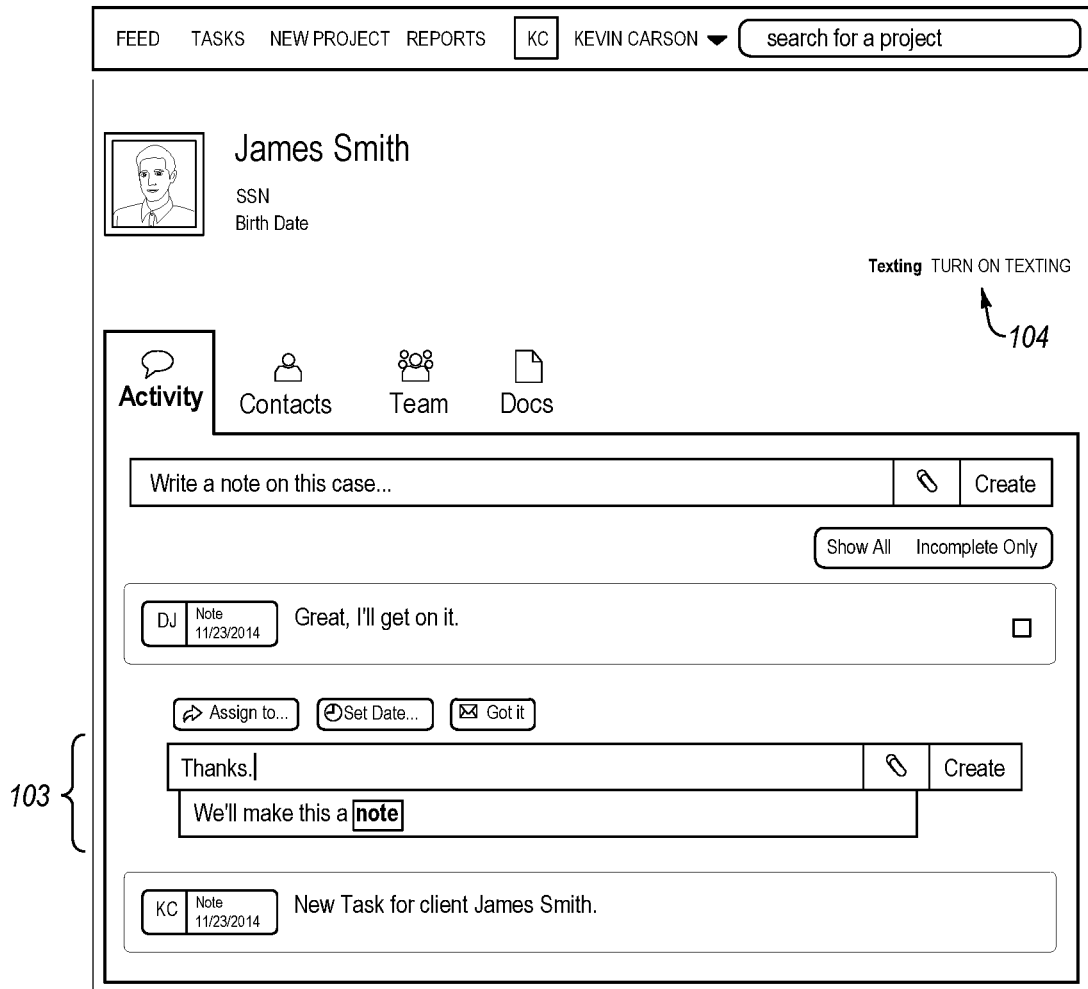 FEED TASKS NEW PROJECT REPORTS KC KEVIN CARSON search for a project
James Smith
SSN
Birth Date
Texting TURN ON TEXTING
104
Activity Contacts Team Docs
Write a note on this case... Create
Show All Incomplete Only
DJ Note Great, I'll get on it.
11/23/2014
Assign to... Set Date... Got it
Thanks. Create
103
We'll make this a note
KC Note New Task for client James Smith.
11/23/2014